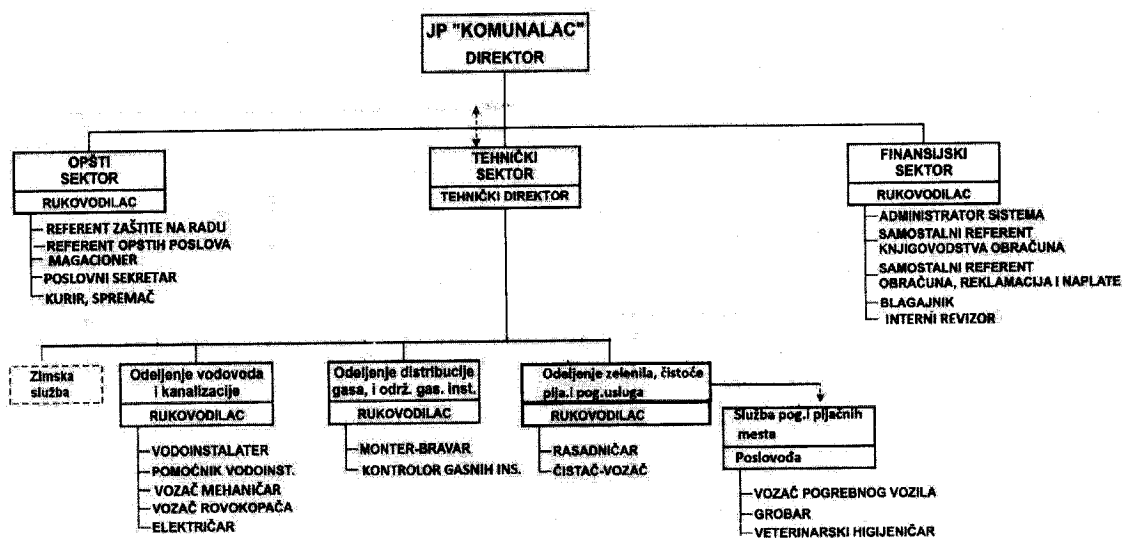 JP "KOMUNALAC"
DIREKTOR
OPŠTI
SEKTOR
RUKOVODILAC
REFERENT ZAŠTITE NA RADU
REFERENT OPŠTIH POSLOVA
MAGACIONER
POSLOVNI SEKRETAR
KURIR, SPREMAČ
TEHNIČKI
SEKTOR
TEHNIČKI DIREKTOR
FINANSIJSKI
SEKTOR
RUKOVODILAC
ADMINISTRATOR SISTEMA
SAMOSTALNI REFERENT
KNJIGOVODSTVA OBRAČUNA
SAMOSTALNI REFERENT
OBRAČUNA, REKLAMACIJA I NAPLATE
BLAGAJNIK
INTERNI REVIZOR
Zimska
služba
Odeljenje vodovoda
i kanalizacije
RUKOVODILAC
VODOINSTALATER
POMOĆNIK VODOINST.
VOZAČ MEHANIČAR
VOZAČ ROVOKOPAČA
ELEKTRIČAR
Odeljenje distribucije
gasa, i održ. gas. inst.
RUKOVODILAC
MONTER-BRAVAR
KONTROLOR GASNIH INS.
Odeljenje zelenila, čistoće
pija.i pog.usluga
RUKOVODILAC
RASADNIČAR
ČISTAČ-VOZAČ
Služba pog.i pijačnih
mesta
Poslovođa
VOZAČ POGREBNOG VOZILA
GROBAR
VETERINARSKI HIGIJENIČAR